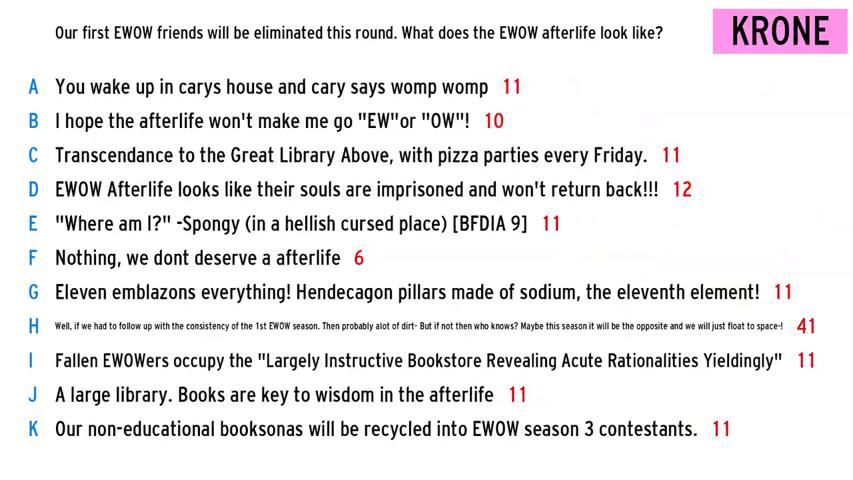 Our first EWOW friends will be eliminated this round. What does the EWOW afterlife look like?
KRONE
A You wake up in carys house and cary says womp womp 11
B I hope the afterlife won't make me go "EW"or "OW"! 10
C Transcendance to the Great Library Above, with pizza parties every Friday. 11
D EWOW Afterlife looks like their souls are imprisoned and won't return back!!! 12
E "Where am I?" -Spongy (in a hellish cursed place) [BFDIA 9] 11
F Nothing, we dont deserve a afterlife 6
G Eleven emblazons everything! Hendecagon pillars made of sodium, the eleventh element! 11
H Well, if we had to follow up with the consistency of the 1st EWOW season. Then probably alot of dirt- But if not then who knows? Maybe this season it will be the opposite and we will just float to space-! 41
I Fallen EWOWers occupy the "Largely Instructive Bookstore Revealing Acute Rationalities Yieldingly" 11
J A large library. Books are key to wisdom in the afterlife 11
K Our non-educational booksonas will be recycled into EWOW season 3 contestants. 11